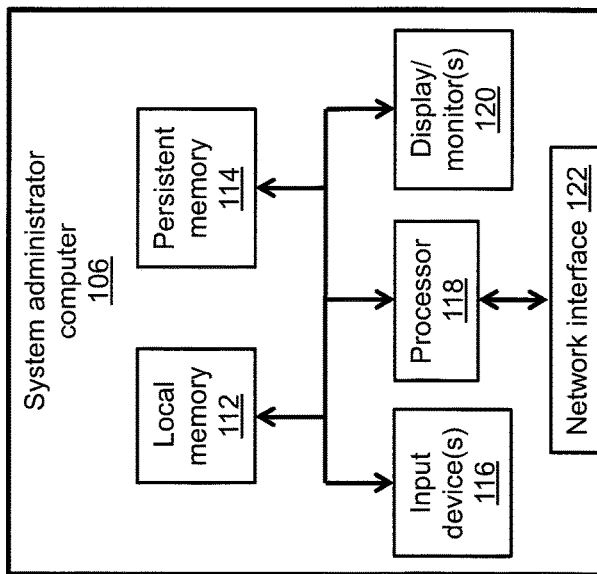 System administrator
computer
106
Local
memory
112
Persistent
memory
114
Input
device(s)
116
Processor
118
Display/
monitor(s)
120
Network interface 122